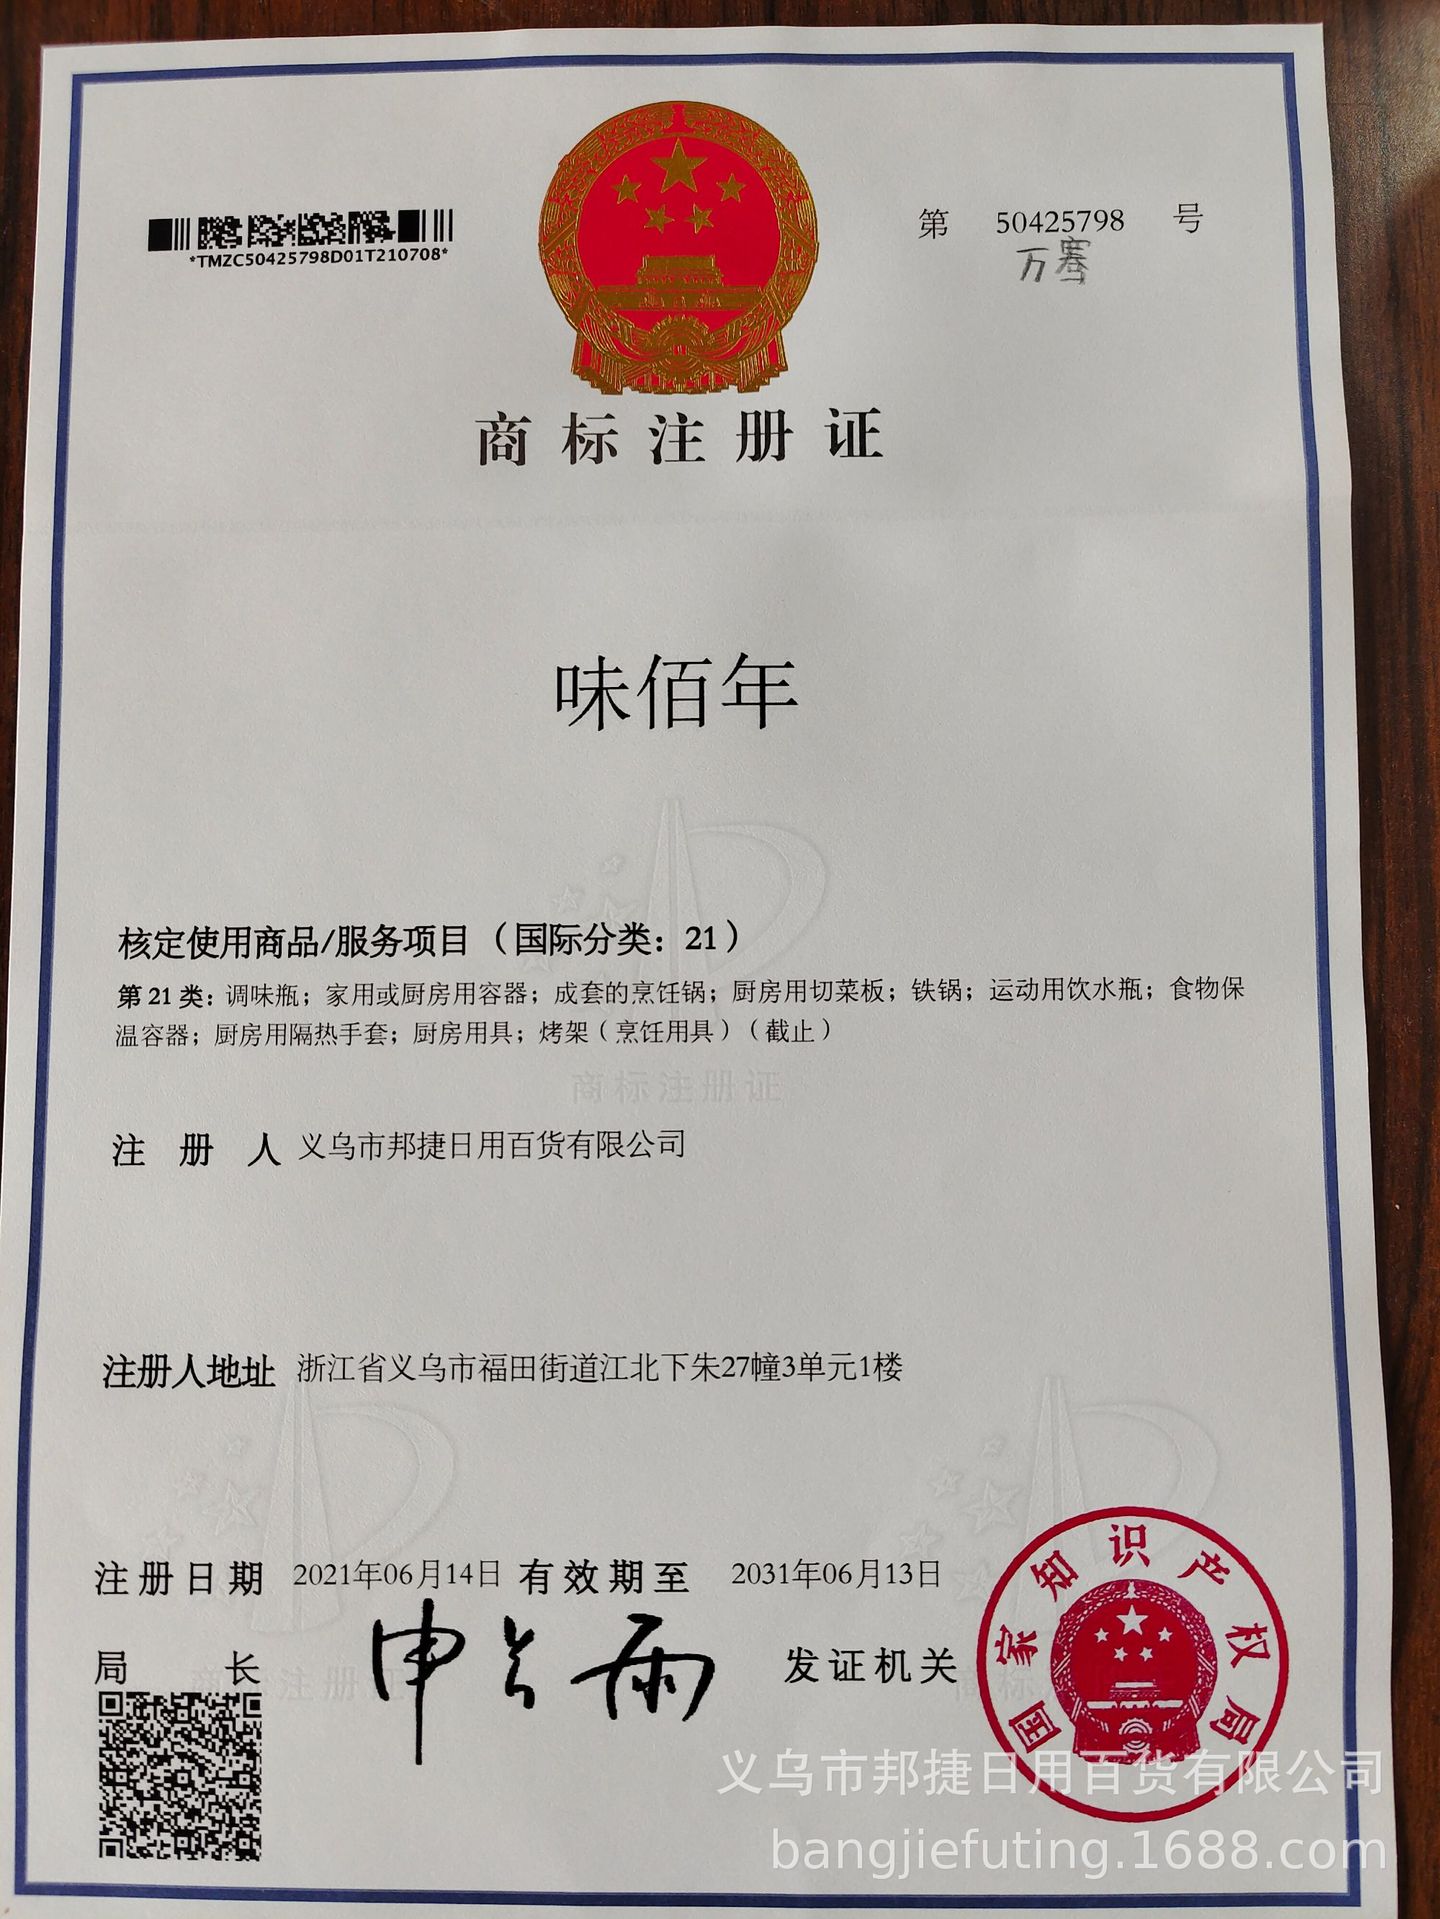 *TMZC50425798D01T210708*
第 50425798 号
万骞
商标注册证
味佰年
核定使用商品/服务项目（国际分类：21）
第 21 类：调味瓶；家用或厨房用容器；成套的烹饪锅；厨房用切菜板；铁锅；运动用饮水瓶；食物保
温容器；厨房用隔热手套；厨房用具；烤架（烹饪用具）（截止）
商标注册证
注册人 义乌市邦捷日用百货有限公司
注册人地址 浙江省义乌市福田街道江北下朱27幢3单元1楼
注册日期 2021年06月14日 有效期至 2031年06月13日
局长 申长雨 发证机关
商标注册证
国家知识产权局
义乌市邦捷日用百货有限公司
bangjiefuting.1688.com